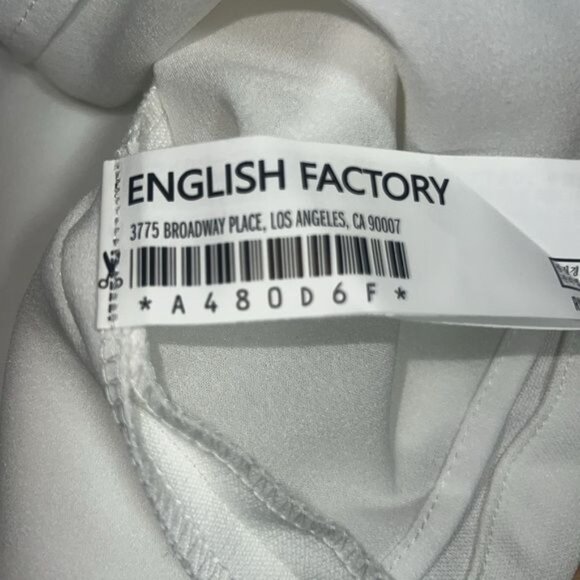 ENGLISH FACTORY
3775 BROADWAY PLACE, LOS ANGELES, CA 90007
* A 4 8 0 D 6 F *